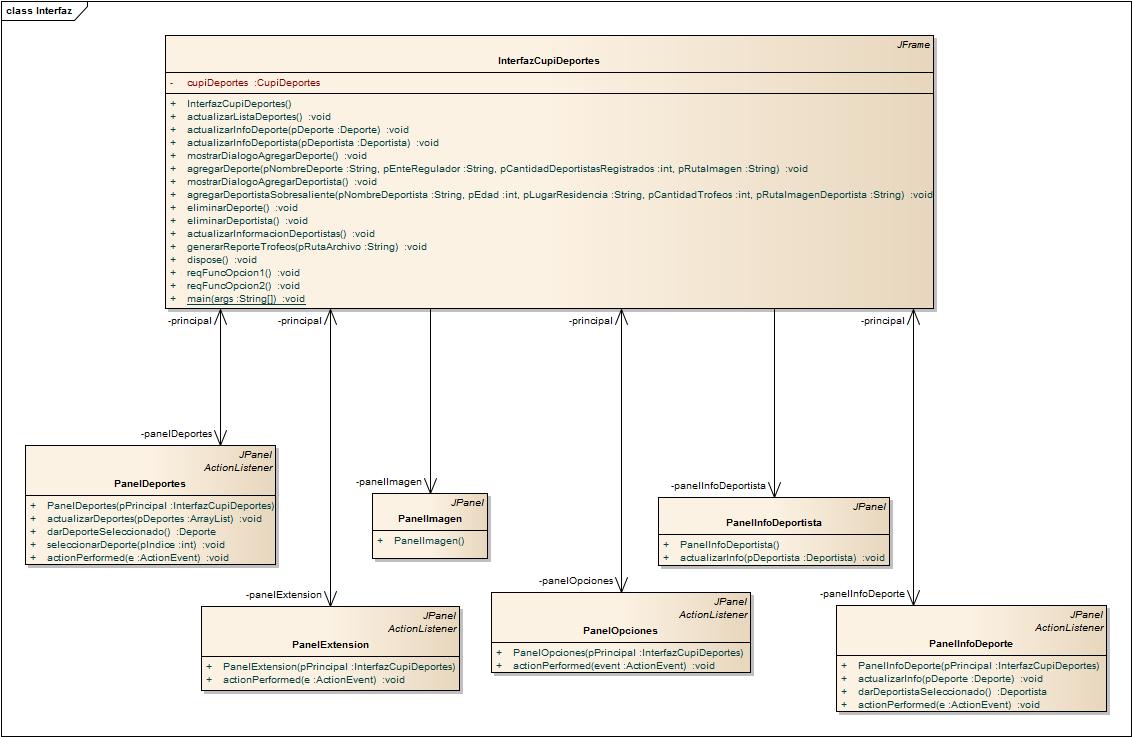 class Interfaz
JFrame
InterfazCupiDeportes
- cupiDeportes :CupiDeportes
+ InterfazCupiDeportes()
+ actualizarListaDeportes() :void
+ actualizarInfoDeporte(pDeporte :Deporte) :void
+ actualizarInfoDeportista(pDeportista :Deportista) :void
+ mostrarDialogoAgregarDeporte() :void
+ agregarDeporte(pNombreDeporte :String, pEnteRegulador :String, pCantidadDeportistasRegistrados :int, pRutaImagen :String) :void
+ mostrarDialogoAgregarDeportista() :void
+ agregarDeportistaSobresaliente(pNombreDeportista :String, pEdad :int, pLugarResidencia :String, pCantidadTrofeos :int, pRutaImagenDeportista :String) :void
+ eliminarDeporte() :void
+ eliminarDeportista() :void
+ actualizarInformacionDeportistas() :void
+ generarReporteTrofeos(pRutaArchivo :String) :void
+ dispose() :void
+ reqFuncOpcion1() :void
+ reqFuncOpcion2() :void
+ main(args :String[]) :void
-principal
-principal
-principal
-principal
-panelDeportes
JPanel
ActionListener
PanelDeportes
+ PanelDeportes(pPrincipal :InterfazCupiDeportes)
+ actualizarDeportes(pDeportes :ArrayList) :void
+ darDeporteSeleccionado() :Deporte
+ seleccionarDeporte(pIndice :int) :void
+ actionPerformed(e :ActionEvent) :void
-panelImagen
JPanel
PanelImagen
+ PanelImagen()
-panelInfoDeportista
JPanel
PanelInfoDeportista
+ PanelInfoDeportista()
+ actualizarInfo(pDeportista :Deportista) :void
-panelExtension
JPanel
ActionListener
PanelExtension
+ PanelExtension(pPrincipal :InterfazCupiDeportes)
+ actionPerformed(e :ActionEvent) :void
-panelOpciones
JPanel
ActionListener
PanelOpciones
+ PanelOpciones(pPrincipal :InterfazCupiDeportes)
+ actionPerformed(event :ActionEvent) :void
-panelInfoDeporte
JPanel
ActionListener
PanelInfoDeporte
+ PanelInfoDeporte(pPrincipal :InterfazCupiDeportes)
+ actualizarInfo(pDeporte :Deporte) :void
+ darDeportistaSeleccionado() :Deportista
+ actionPerformed(e :ActionEvent) :void